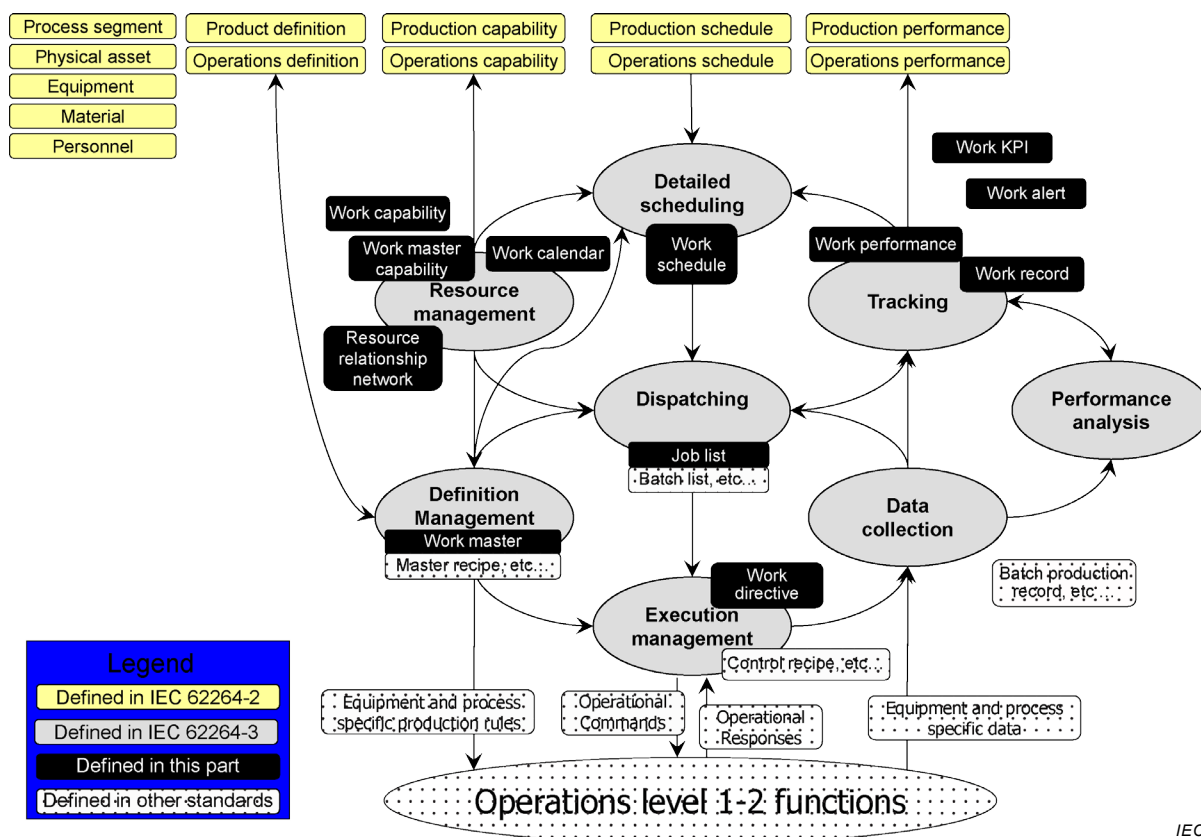 Process segment
Physical asset
Equipment
Material
Personnel
Product definition
Operations definition
Production capability
Operations capability
Production schedule
Operations schedule
Production performance
Operations performance
Work KPI
Work alert
Detailed
scheduling
Work capability
Work master
capability
Work calendar
Work
schedule
Work performance
Work record
Resource
management
Tracking
Resource
relationship
network
Dispatching
Performance
analysis
Job list
Batch list, etc...
Definition
Management
Work master
Master recipe, etc...
Data
collection
Work
directive
Batch production
record, etc...
Execution
management
Control recipe, etc...
Legend
Defined in IEC 62264-2
Defined in IEC 62264-3
Defined in this part
Defined in other standards
Equipment and process
specific production rules
Operational
Commands
Operational
Responses
Equipment and process
specific data
Operations level 1-2 functions
IEC